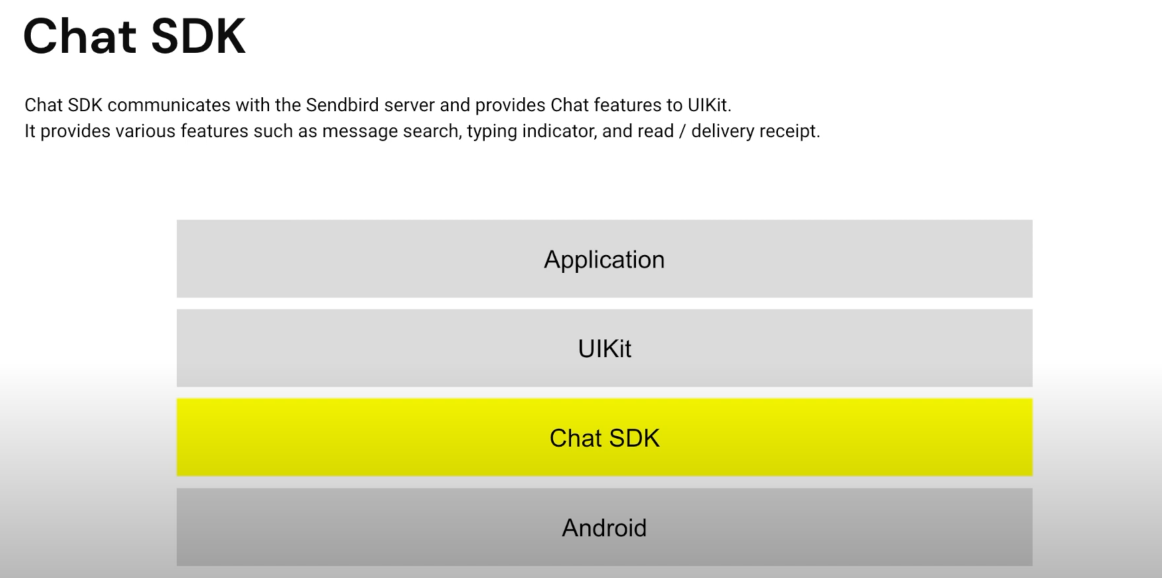 Chat SDK
Chat SDK communicates with the Sendbird server and provides Chat features to UIKit.
It provides various features such as message search, typing indicator, and read / delivery receipt.
Application
UIKit
Chat SDK
Android